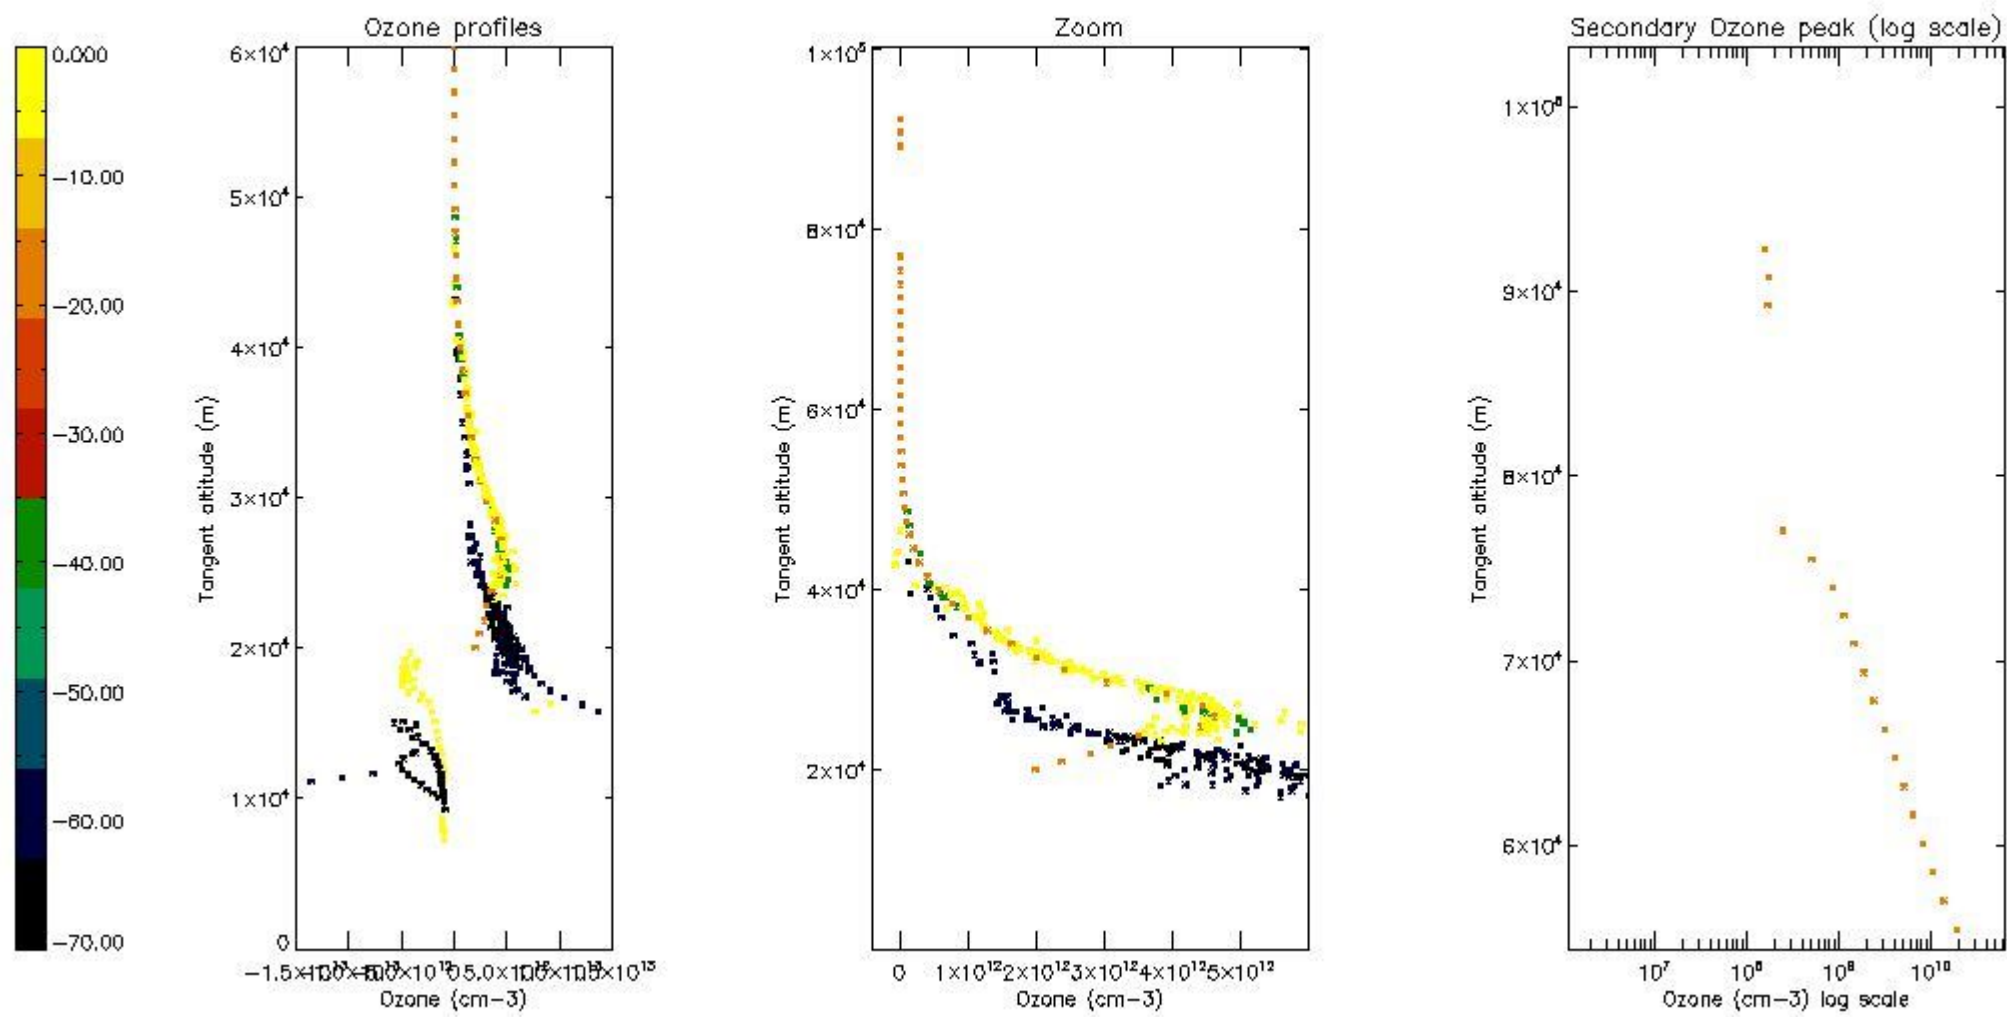 Ozone profiles
Zoom
Secondary Ozone peak (log scale)
0.000
-10.00
-20.00
-30.00
-40.00
-50.00
-60.00
-70.00
6×10⁴
5×10⁴
4×10⁴
3×10⁴
2×10⁴
1×10⁴
0
Tangent altitude (m)
Ozone (cm-3)
1×10⁵
8×10⁴
6×10⁴
4×10⁴
2×10⁴
Tangent altitude (m)
0 1×10¹² 2×10¹² 3×10¹² 4×10¹² 5×10¹²
Ozone (cm-3)
9×10⁴
8×10⁴
7×10⁴
6×10⁴
Tangent altitude (m)
10⁷ 10⁸ 10⁹ 10¹⁰
Ozone (cm-3) log scale